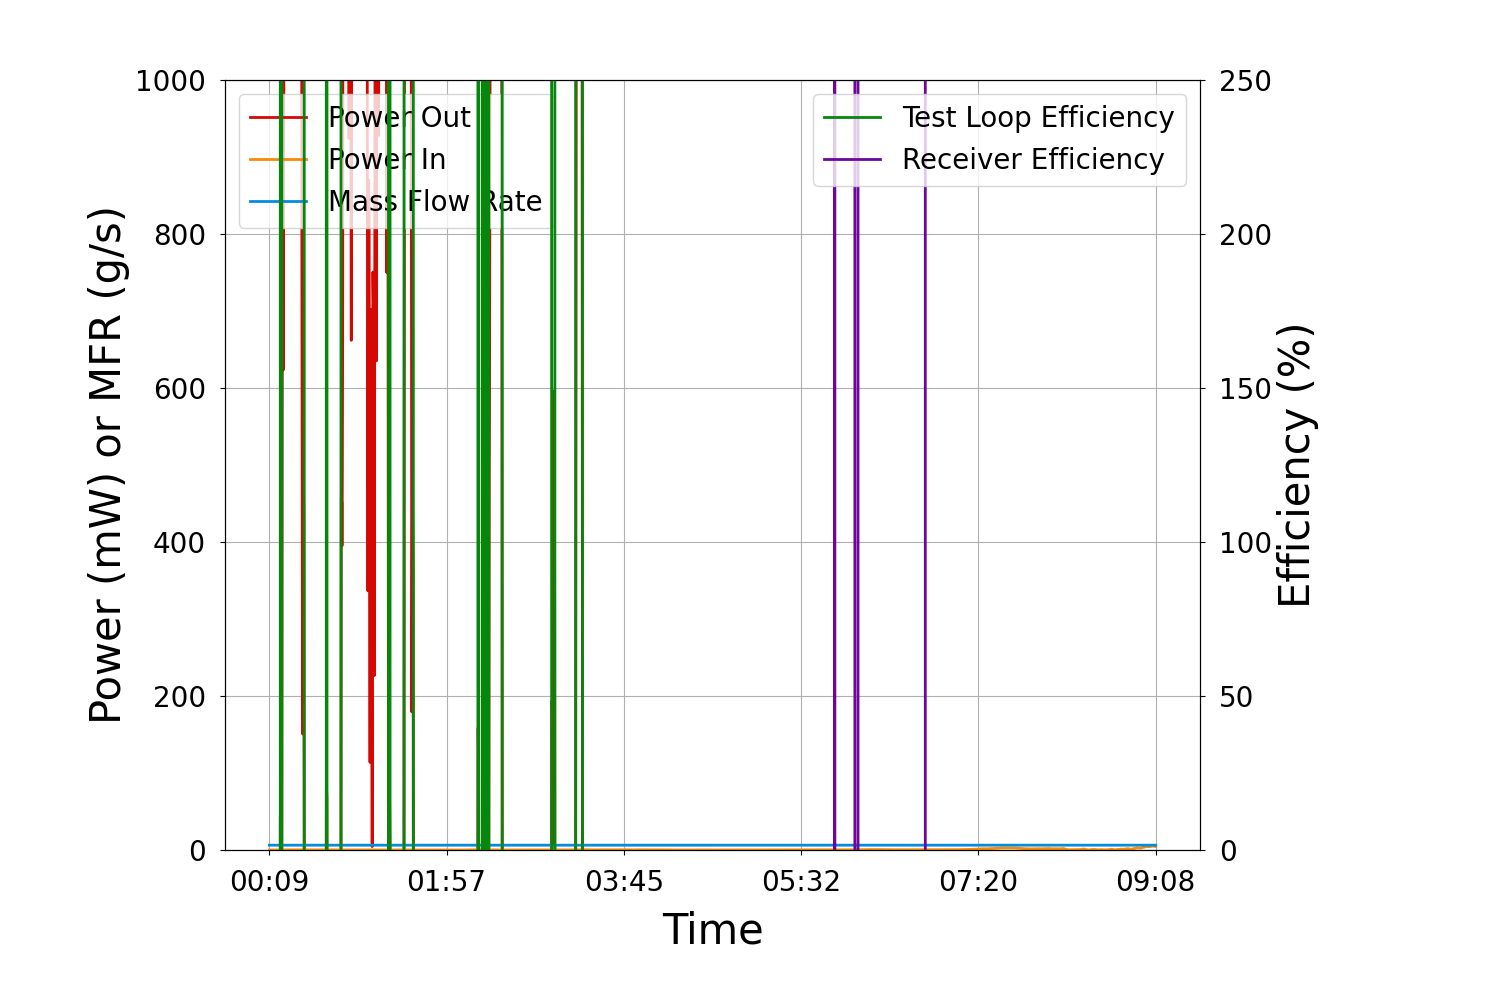 1000
800
600
400
200
0
Power (mW) or MFR (g/s)
Power Out
Power In
Mass Flow Rate
Test Loop Efficiency
Receiver Efficiency
250
200
150
100
50
0
Efficiency (%)
00:09 01:57 03:45 05:32 07:20 09:08
Time